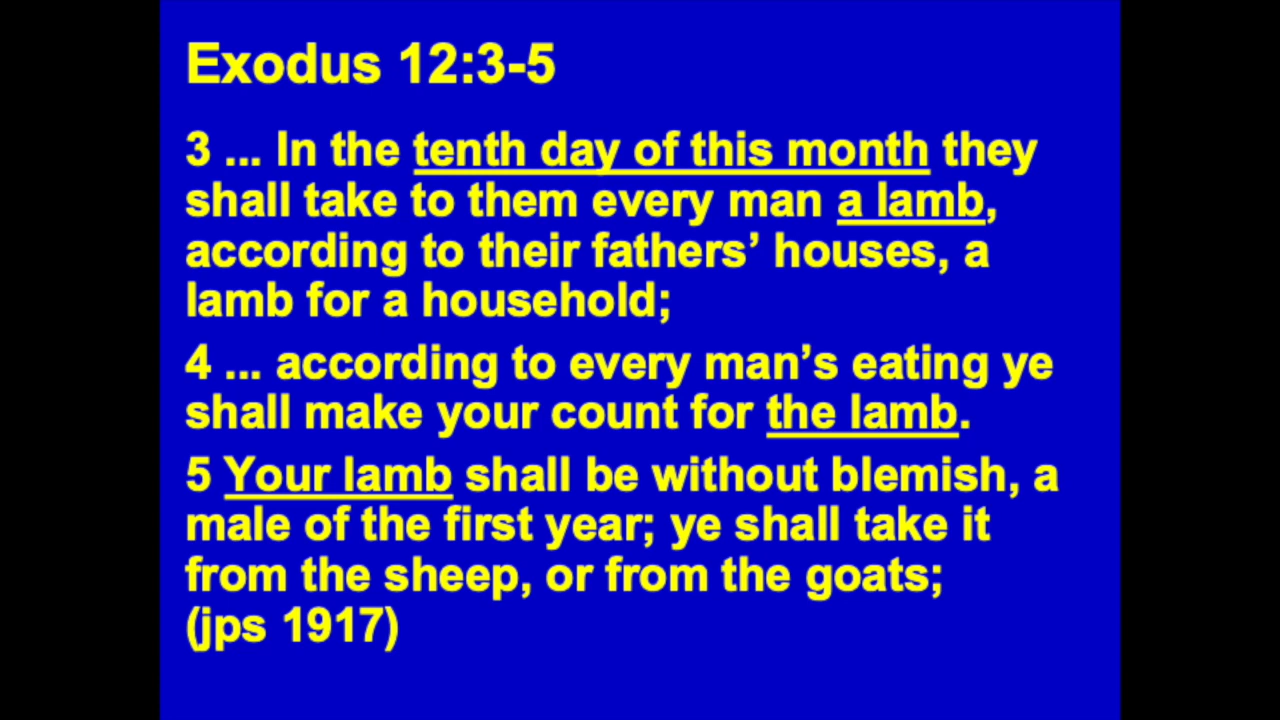 Exodus 12:3-5
3 ... In the tenth day of this month they
shall take to them every man a lamb,
according to their fathers’ houses, a
lamb for a household;
4 ... according to every man’s eating ye
shall make your count for the lamb.
5 Your lamb shall be without blemish, a
male of the first year; ye shall take it
from the sheep, or from the goats;
(jps 1917)